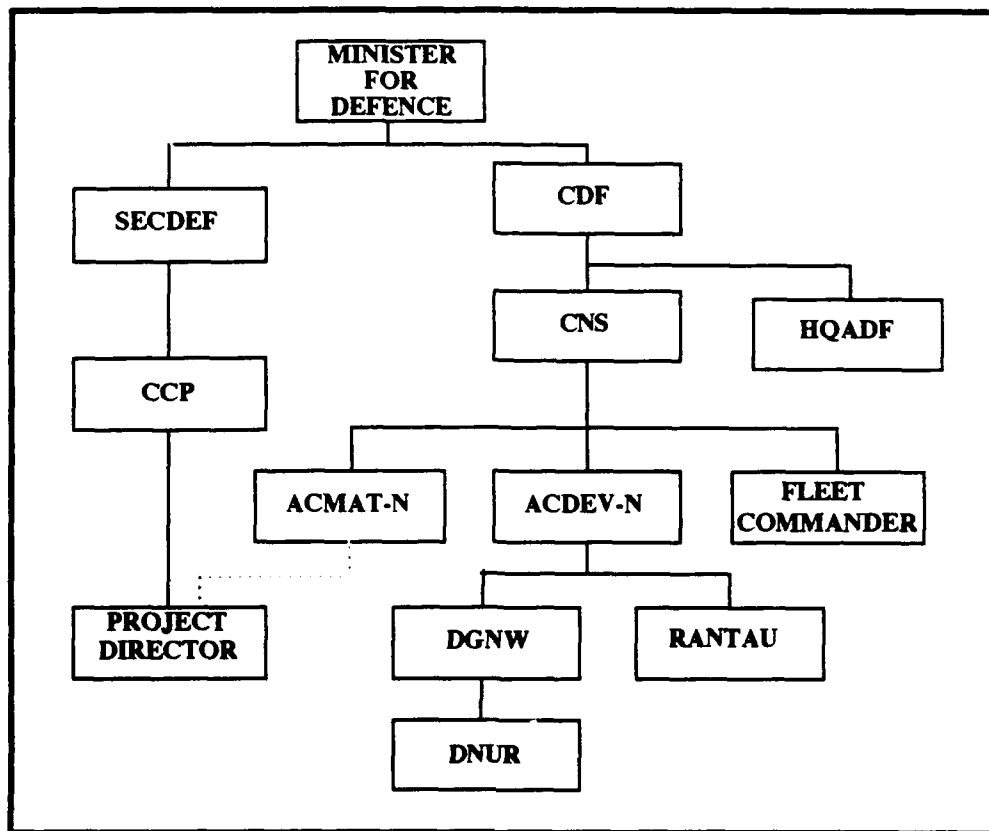 MINISTER
FOR
DEFENCE
SECDEF
CDF
CNS
HQADF
CCP
ACMAT-N
ACDEV-N
FLEET
COMMANDER
PROJECT
DIRECTOR
DGNW
RANTAU
DNUR